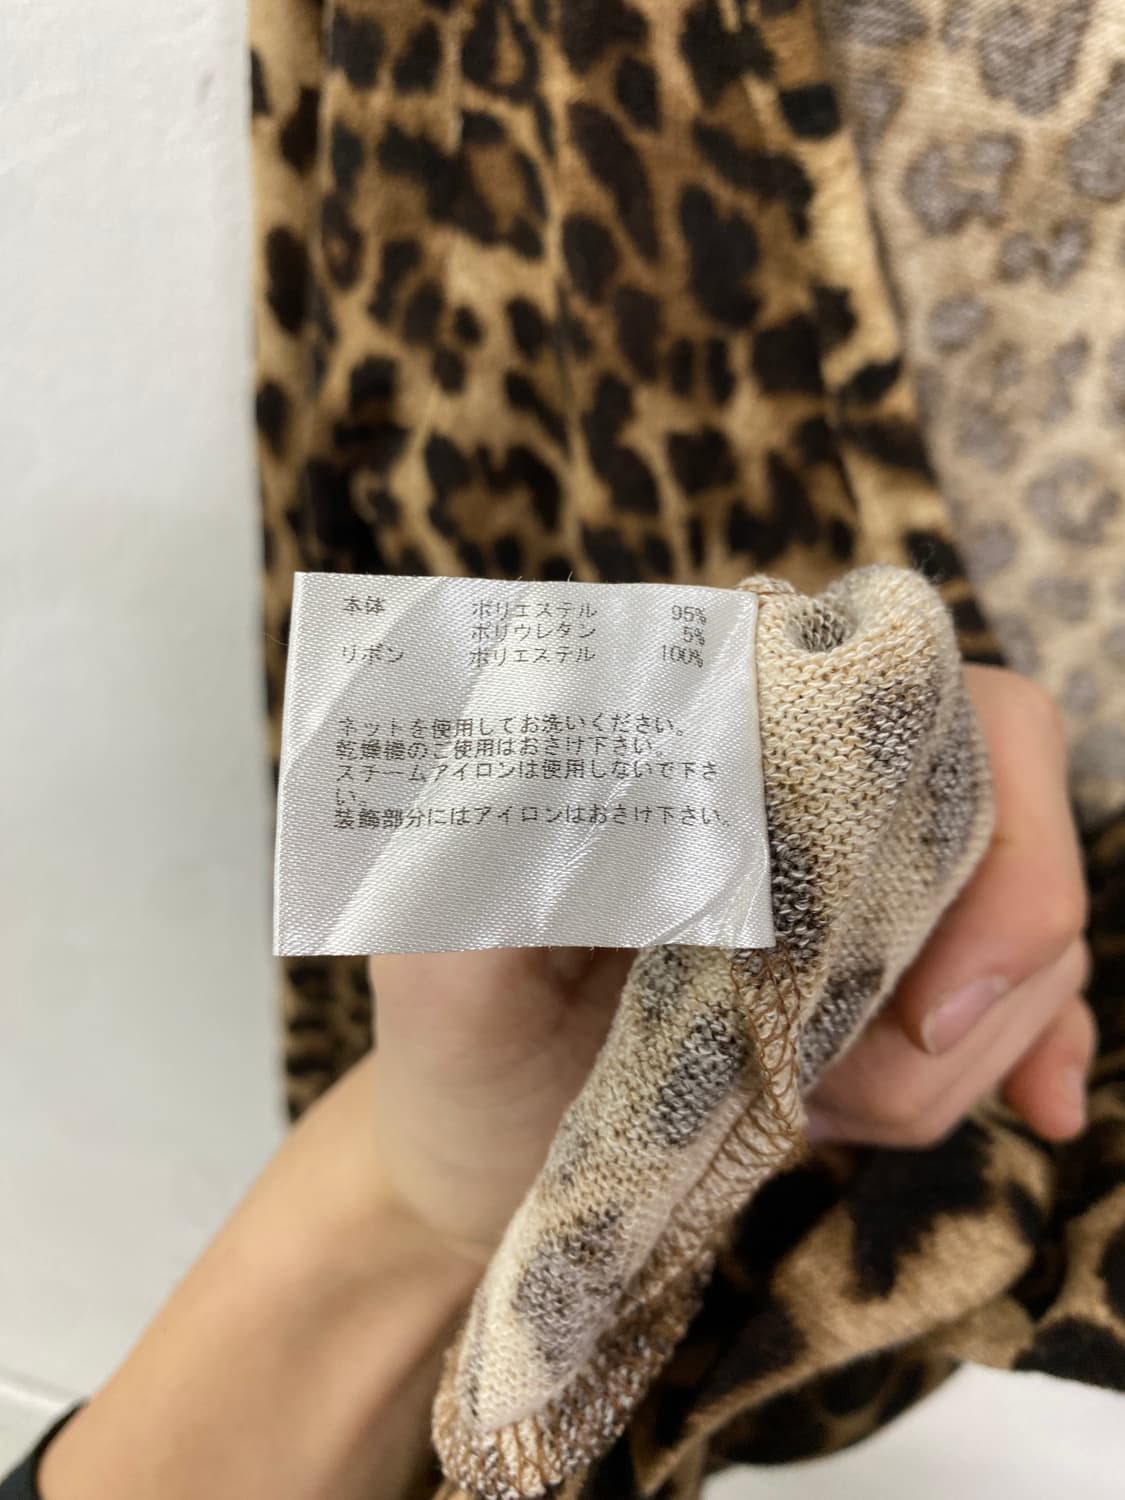 本体 ポリエステル 95%
ポリウレタン 5%
リボン ポリエステル 100%
ネットを使用してお洗いください。
乾燥機のご使用はおさけ下さい。
スチームアイロンは使用しないで下さ
い。
装飾部分にはアイロンはおさけ下さい。